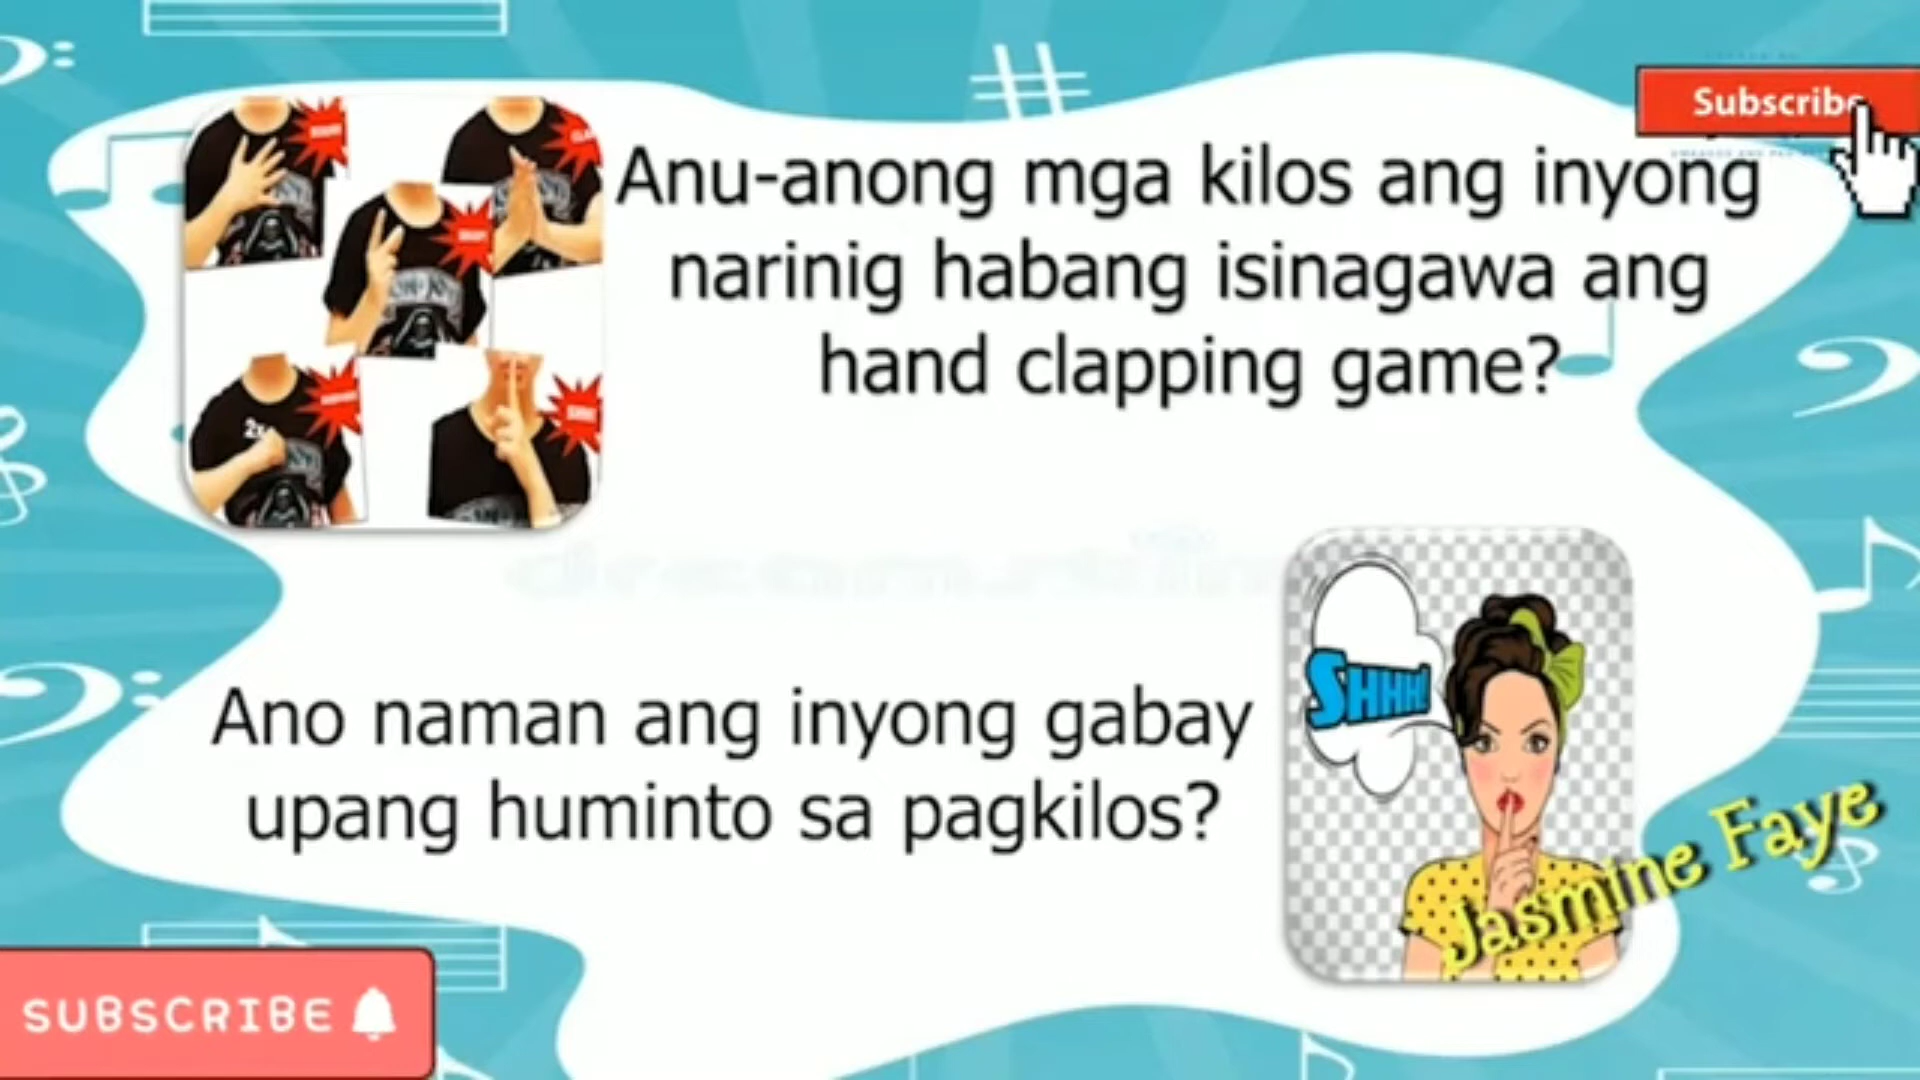 Subscribe
Anu-anong mga kilos ang inyong
narinig habang isinagawa ang
hand clapping game?
2x
SHHH!
Ano naman ang inyong gabay
upang huminto sa pagkilos?
Jasmine Faye
SUBSCRIBE